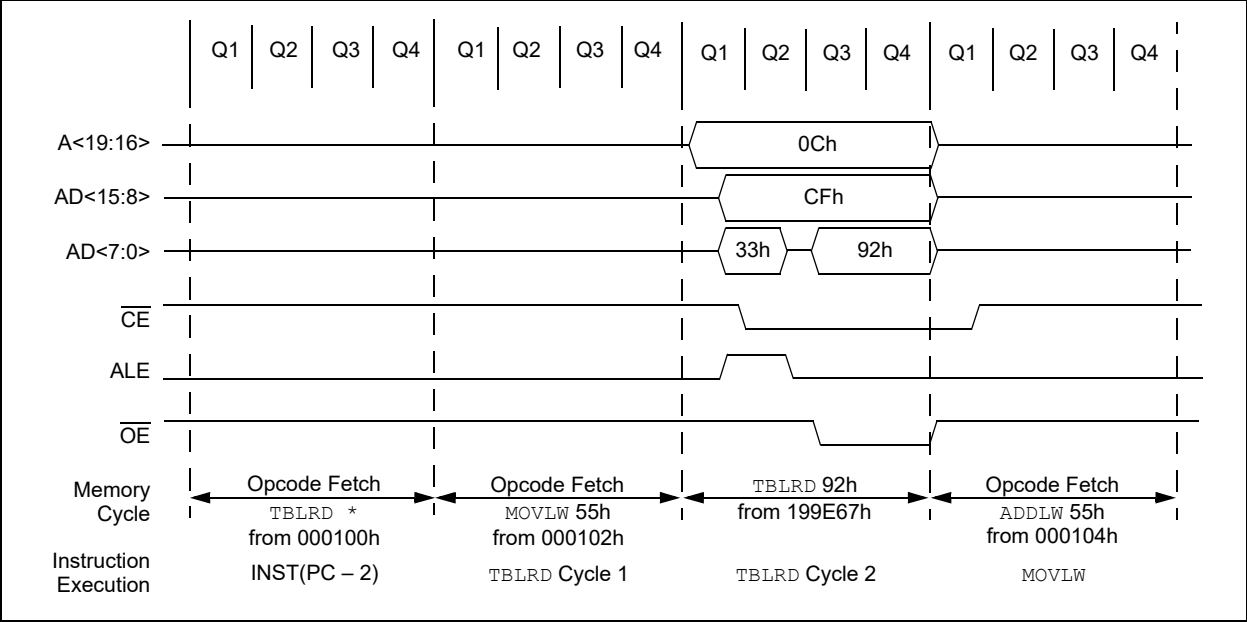 Q1 Q2 Q3 Q4 Q1 Q2 Q3 Q4 Q1 Q2 Q3 Q4 Q1 Q2 Q3 Q4
A<19:16> 0Ch
AD<15:8> CFh
AD<7:0> 33h 92h
CE
ALE
OE
Memory Cycle
Opcode Fetch
TBLRD *
from 000100h
Opcode Fetch
MOVLW 55h
from 000102h
TBLRD 92h
from 199E67h
Opcode Fetch
ADDLW 55h
from 000104h
Instruction Execution
INST(PC – 2)
TBLRD Cycle 1
TBLRD Cycle 2
MOVLW